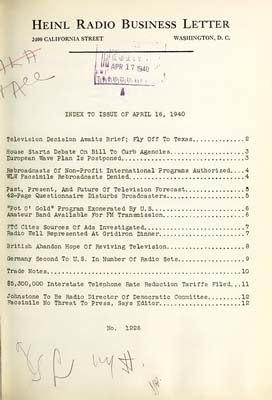 HEINL RADIO BUSINESS LETTER
2400 CALIFORNIA STREET WASHINGTON, D. C.
APR 17 1940
INDEX TO ISSUE OF APRIL 16, 1940
Television Decision Awaits Brief; Fly Off To Texas.............2
House Starts Debate On Bill To Curb Agencies...................3
European Wave Plan Is Postponed................................3
Rebroadcasts Of Non-Profit International Programs Authorized...4
WLW Facsimile Rebroadcasts Denied..............................4
Past, Present, And Future Of Television Forecast...............5
42-Page Questionnaire Disturbs Broadcasters....................5
"Pot O' Gold" Program Exonerated By U.S........................6
Amateur Band Available For FM Transmission.....................6
FTC Cites Sources Of Ads Investigated..........................7
Radio Well Represented At Gridiron Dinner......................7
British Abandon Hope Of Reviving Television....................8
Germany Second To U.S. In Number Of Radio Sets.................9
Trade Notes...................................................10
$5,300,000 Interstate Telephone Rate Reduction Tariffs Filed...11
Johnstone To Be Radio Director Of Democratic Committee........12
Facsimile No Threat To Press, Says Editor.....................12
No. 1226